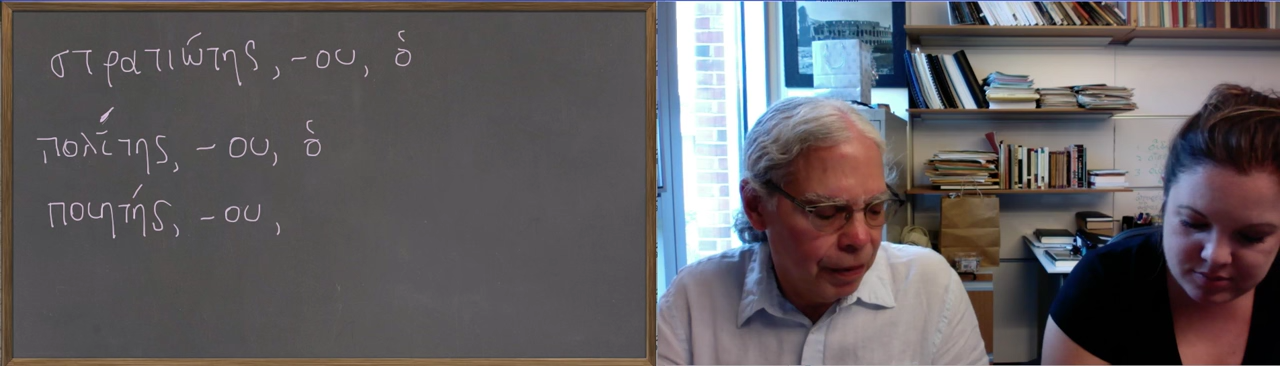 στρατιώτης, -ου, ὁ
πολίτης, -ου, ὁ
ποιητής, -ου,